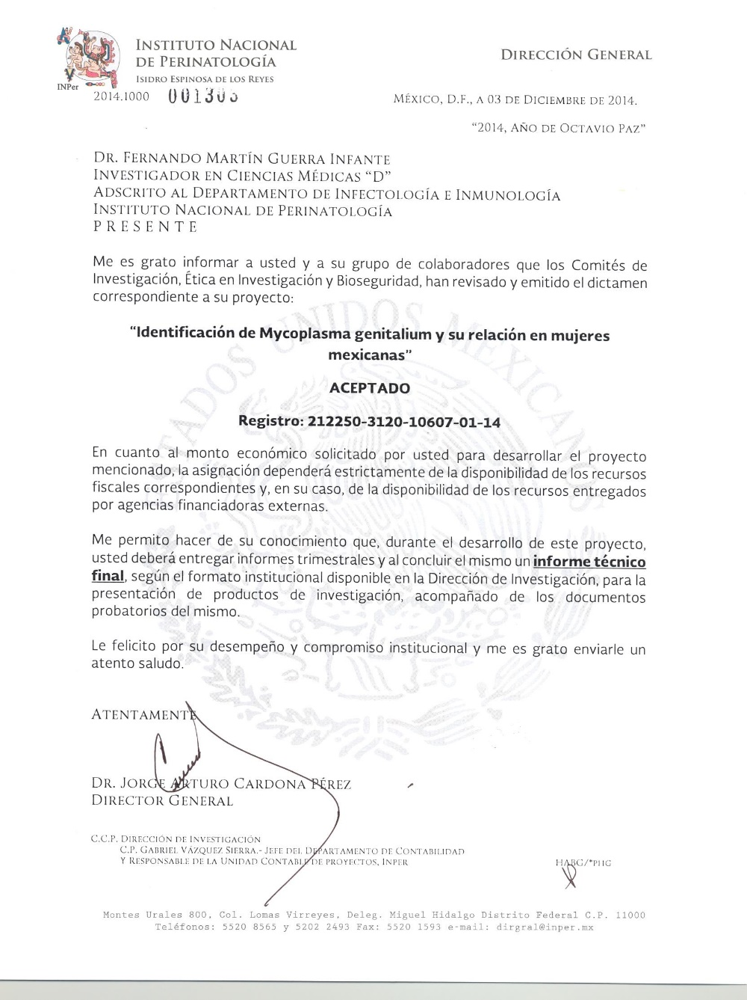 INSTITUTO NACIONAL
DE PERINATOLOGÍA
ISIDRO ESPINOSA DE LOS REYES
INPer
DIRECCIÓN GENERAL
2014.1000 001303
MÉXICO, D.F., A 03 DE DICIEMBRE DE 2014.
“2014, AÑO DE OCTAVIO PAZ”
DR. FERNANDO MARTÍN GUERRA INFANTE
INVESTIGADOR EN CIENCIAS MÉDICAS “D”
ADSCRITO AL DEPARTAMENTO DE INFECTOLOGÍA E INMUNOLOGÍA
INSTITUTO NACIONAL DE PERINATOLOGÍA
P R E S E N T E
Me es grato informar a usted y a su grupo de colaboradores que los Comités de
Investigación, Ética en Investigación y Bioseguridad, han revisado y emitido el dictamen
correspondiente a su proyecto:
“Identificación de Mycoplasma genitalium y su relación en mujeres
mexicanas”
ACEPTADO
Registro: 212250-3120-10607-01-14
En cuanto al monto económico solicitado por usted para desarrollar el proyecto
mencionado, la asignación dependerá estrictamente de la disponibilidad de los recursos
fiscales correspondientes y, en su caso, de la disponibilidad de los recursos entregados
por agencias financiadoras externas.
Me permito hacer de su conocimiento que, durante el desarrollo de este proyecto,
usted deberá entregar informes trimestrales y al concluir el mismo un informe técnico
final, según el formato institucional disponible en la Dirección de Investigación, para la
presentación de productos de investigación, acompañado de los documentos
probatorios del mismo.
Le felicito por su desempeño y compromiso institucional y me es grato enviarle un
atento saludo.
ESTADOS UNIDOS MEXICANOS
ATENTAMENTE
DR. JORGE ARTURO CARDONA PÉREZ
DIRECTOR GENERAL
C.C.P. DIRECCIÓN DE INVESTIGACIÓN
C.P. GABRIEL VÁZQUEZ SIERRA.- JEFE DEL DEPARTAMENTO DE CONTABILIDAD
Y RESPONSABLE DE LA UNIDAD CONTABLE DE PROYECTOS, INPER
HABG/*PHG
Montes Urales 800, Col. Lomas Virreyes, Deleg. Miguel Hidalgo Distrito Federal C.P. 11000
Teléfonos: 5520 8565 y 5202 2493 Fax: 5520 1593 e-mail: dirgral@inper.mx